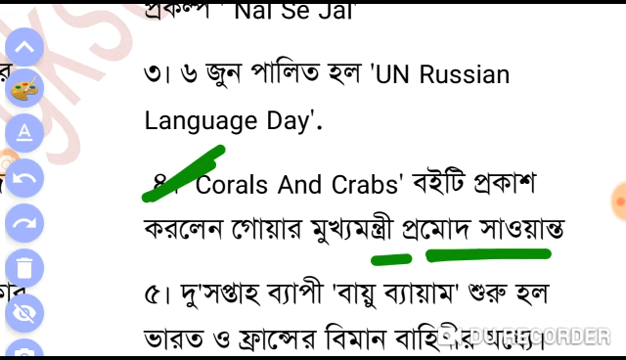 প্রকল্প ' Nal Se Jal'
৩। ৬ জুন পালিত হল 'UN Russian
Language Day'.
৪। 'Corals And Crabs' বইটি প্রকাশ
করলেন গোয়ার মুখ্যমন্ত্রী প্রমোদ সাওয়ান্ত
৫। দু'সপ্তাহ ব্যাপী 'বায়ু ব্যায়াম' শুরু হল
ভারত ও ফ্রান্সের বিমান বাহিনীর মধ্যে।
DU RECORDER